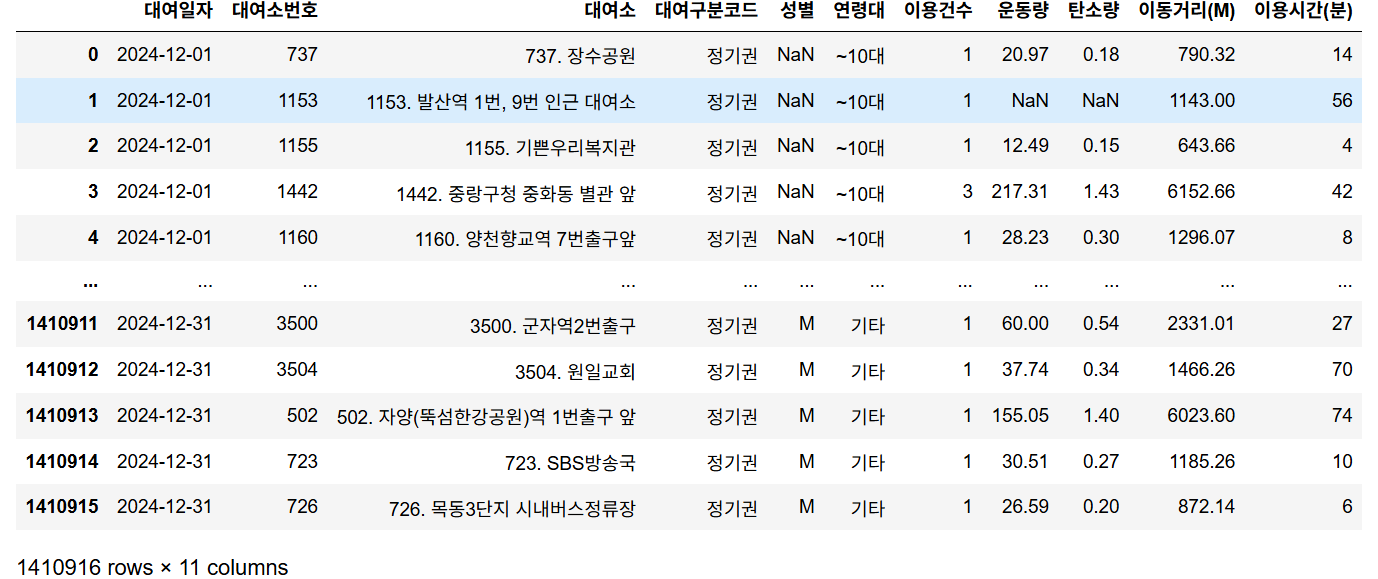 대여일자 대여소번호 대여소 대여구분코드 성별 연령대 이용건수 운동량 탄소량 이동거리(M) 이용시간(분)
0 2024-12-01 737 737. 장수공원 정기권 NaN ~10대 1 20.97 0.18 790.32 14
1 2024-12-01 1153 1153. 발산역 1번, 9번 인근 대여소 정기권 NaN ~10대 1 NaN NaN 1143.00 56
2 2024-12-01 1155 1155. 기쁜우리복지관 정기권 NaN ~10대 1 12.49 0.15 643.66 4
3 2024-12-01 1442 1442. 중랑구청 중화동 별관 앞 정기권 NaN ~10대 3 217.31 1.43 6152.66 42
4 2024-12-01 1160 1160. 양천향교역 7번출구앞 정기권 NaN ~10대 1 28.23 0.30 1296.07 8
... ... ... ... ... ... ... ... ... ... ... ...
1410911 2024-12-31 3500 3500. 군자역2번출구 정기권 M 기타 1 60.00 0.54 2331.01 27
1410912 2024-12-31 3504 3504. 원일교회 정기권 M 기타 1 37.74 0.34 1466.26 70
1410913 2024-12-31 502 502. 자양(뚝섬한강공원)역 1번출구 앞 정기권 M 기타 1 155.05 1.40 6023.60 74
1410914 2024-12-31 723 723. SBS방송국 정기권 M 기타 1 30.51 0.27 1185.26 10
1410915 2024-12-31 726 726. 목동3단지 시내버스정류장 정기권 M 기타 1 26.59 0.20 872.14 6
1410916 rows × 11 columns